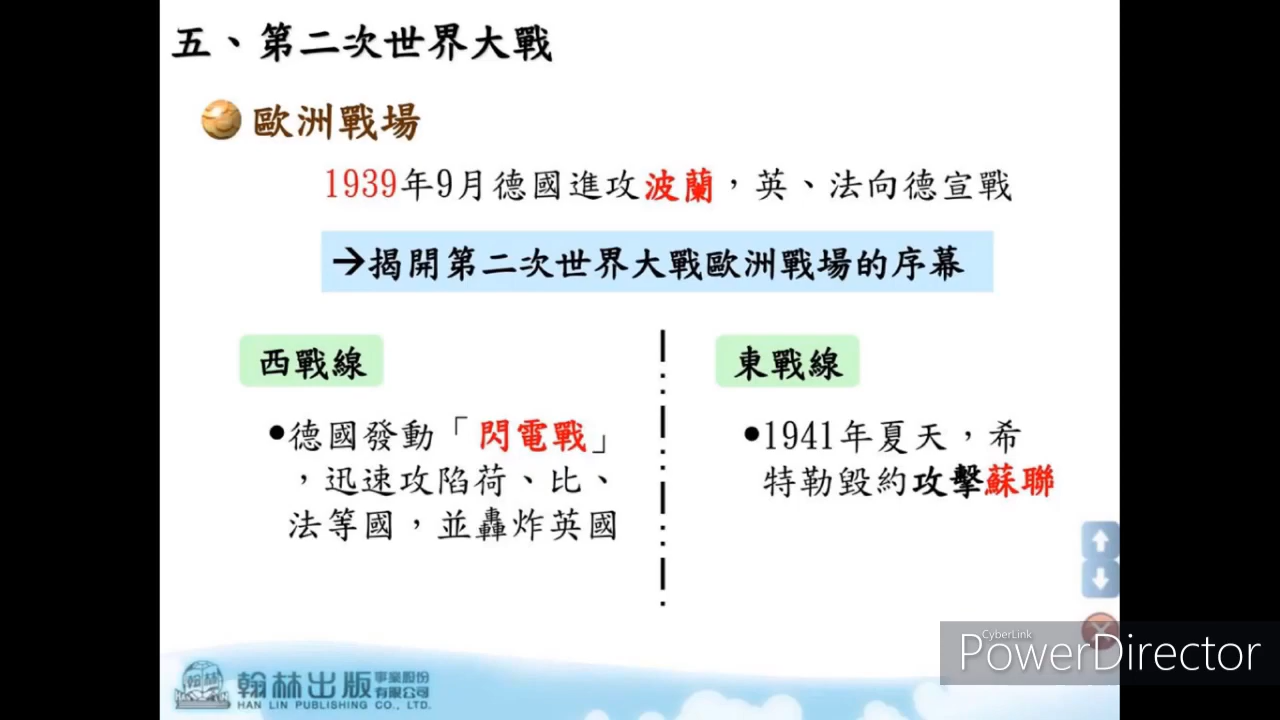 五、第二次世界大戰
歐洲戰場
1939年9月德國進攻波蘭，英、法向德宣戰
→揭開第二次世界大戰歐洲戰場的序幕
西戰線
•德國發動「閃電戰」
，迅速攻陷荷、比、
法等國，並轟炸英國
東戰線
•1941年夏天，希
特勒毀約攻擊蘇聯
翰林
翰林出版事業股份有限公司
HAN LIN PUBLISHING CO., LTD.
CyberLink
PowerDirector